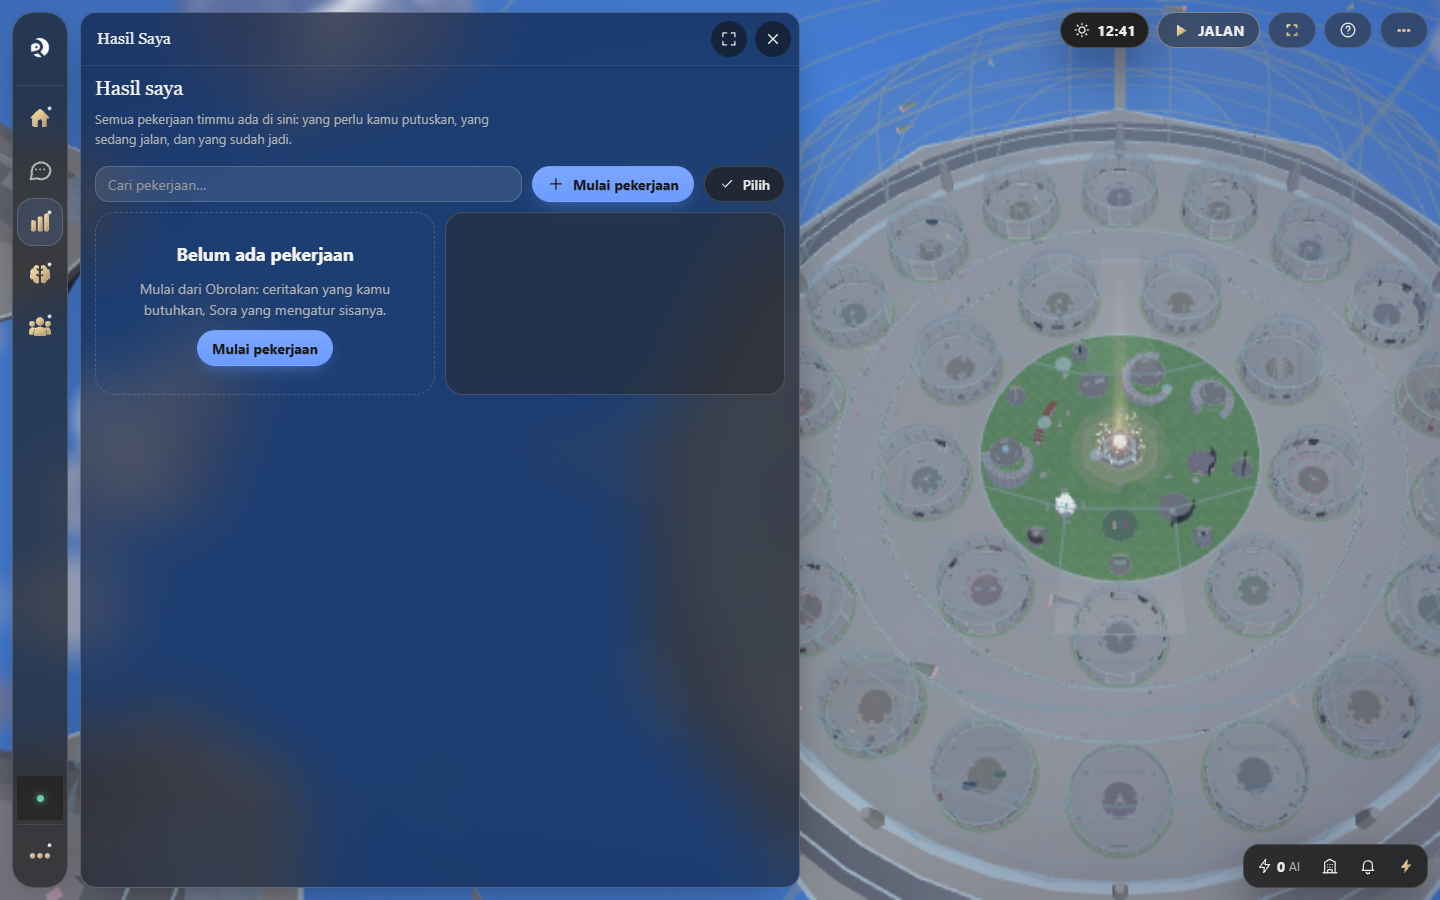 Hasil Saya
12:41
JALAN
Hasil saya
Semua pekerjaan timmu ada di sini: yang perlu kamu putuskan, yang
sedang jalan, dan yang sudah jadi.
Cari pekerjaan...
Mulai pekerjaan
Pilih
Belum ada pekerjaan
Mulai dari Obrolan: ceritakan yang kamu
butuhkan, Sora yang mengatur sisanya.
Mulai pekerjaan
0 AI